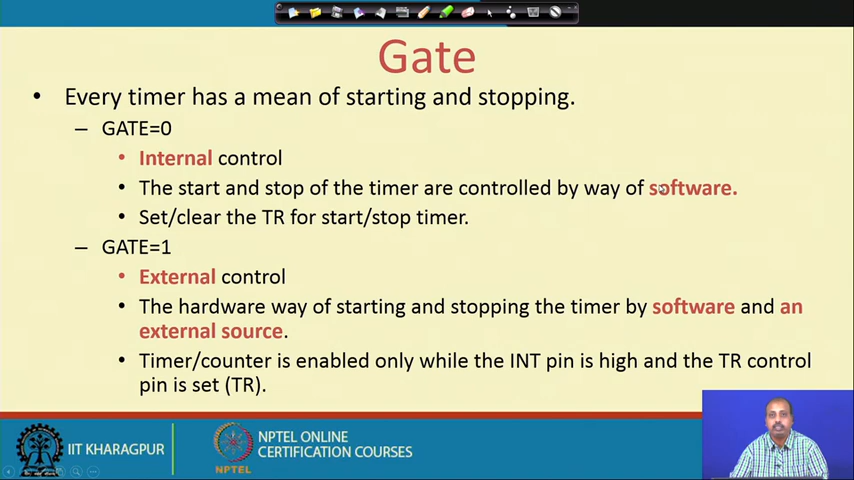 Gate
• Every timer has a mean of starting and stopping.
– GATE=0
• Internal control
• The start and stop of the timer are controlled by way of software.
• Set/clear the TR for start/stop timer.
– GATE=1
• External control
• The hardware way of starting and stopping the timer by software and an
external source.
• Timer/counter is enabled only while the INT pin is high and the TR control
pin is set (TR).
IIT KHARAGPUR
NPTEL
NPTEL ONLINE
CERTIFICATION COURSES